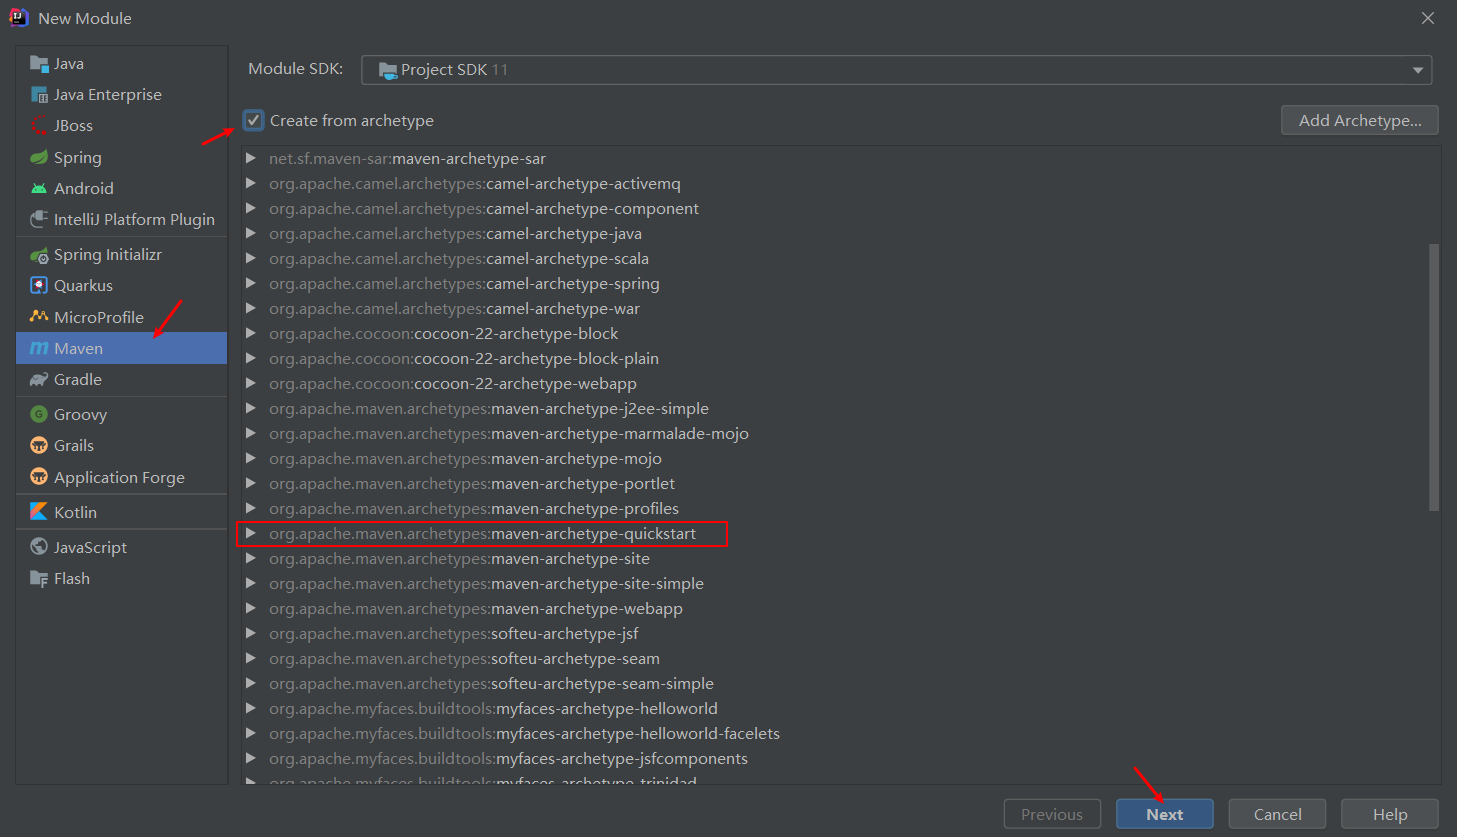 New Module
Java
Java Enterprise
JBoss
Spring
Android
IntelliJ Platform Plugin
Spring Initializr
Quarkus
MicroProfile
Maven
Gradle
Groovy
Grails
Application Forge
Kotlin
JavaScript
Flash
Module SDK: Project SDK 11
Create from archetype
Add Archetype...
net.sf.maven-sar:maven-archetype-sar
org.apache.camel.archetypes:camel-archetype-activemq
org.apache.camel.archetypes:camel-archetype-component
org.apache.camel.archetypes:camel-archetype-java
org.apache.camel.archetypes:camel-archetype-scala
org.apache.camel.archetypes:camel-archetype-spring
org.apache.camel.archetypes:camel-archetype-war
org.apache.cocoon:cocoon-22-archetype-block
org.apache.cocoon:cocoon-22-archetype-block-plain
org.apache.cocoon:cocoon-22-archetype-webapp
org.apache.maven.archetypes:maven-archetype-j2ee-simple
org.apache.maven.archetypes:maven-archetype-marmalade-mojo
org.apache.maven.archetypes:maven-archetype-mojo
org.apache.maven.archetypes:maven-archetype-portlet
org.apache.maven.archetypes:maven-archetype-profiles
org.apache.maven.archetypes:maven-archetype-quickstart
org.apache.maven.archetypes:maven-archetype-site
org.apache.maven.archetypes:maven-archetype-site-simple
org.apache.maven.archetypes:maven-archetype-webapp
org.apache.maven.archetypes:softeu-archetype-jsf
org.apache.maven.archetypes:softeu-archetype-seam
org.apache.maven.archetypes:softeu-archetype-seam-simple
org.apache.myfaces.buildtools:myfaces-archetype-helloworld
org.apache.myfaces.buildtools:myfaces-archetype-helloworld-facelets
org.apache.myfaces.buildtools:myfaces-archetype-jsfcomponents
org.apache.myfaces.buildtools:myfaces-archetype-trinidad
Previous
Next
Cancel
Help